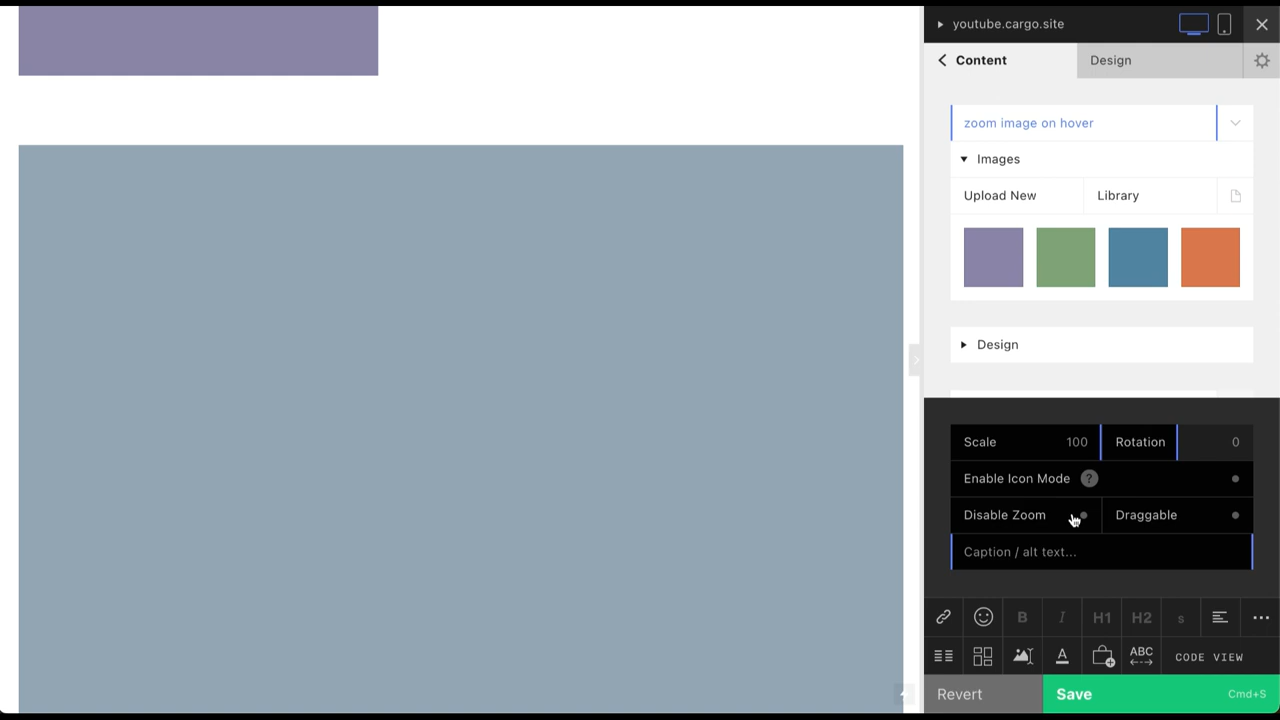 youtube.cargo.site
Content
Design
zoom image on hover
Images
Upload New
Library
Design
Scale 100
Rotation 0
Enable Icon Mode ?
Disable Zoom
Draggable
Caption / alt text...
B I H1 H2 s
A ABC CODE VIEW
Revert
Save Cmd+S